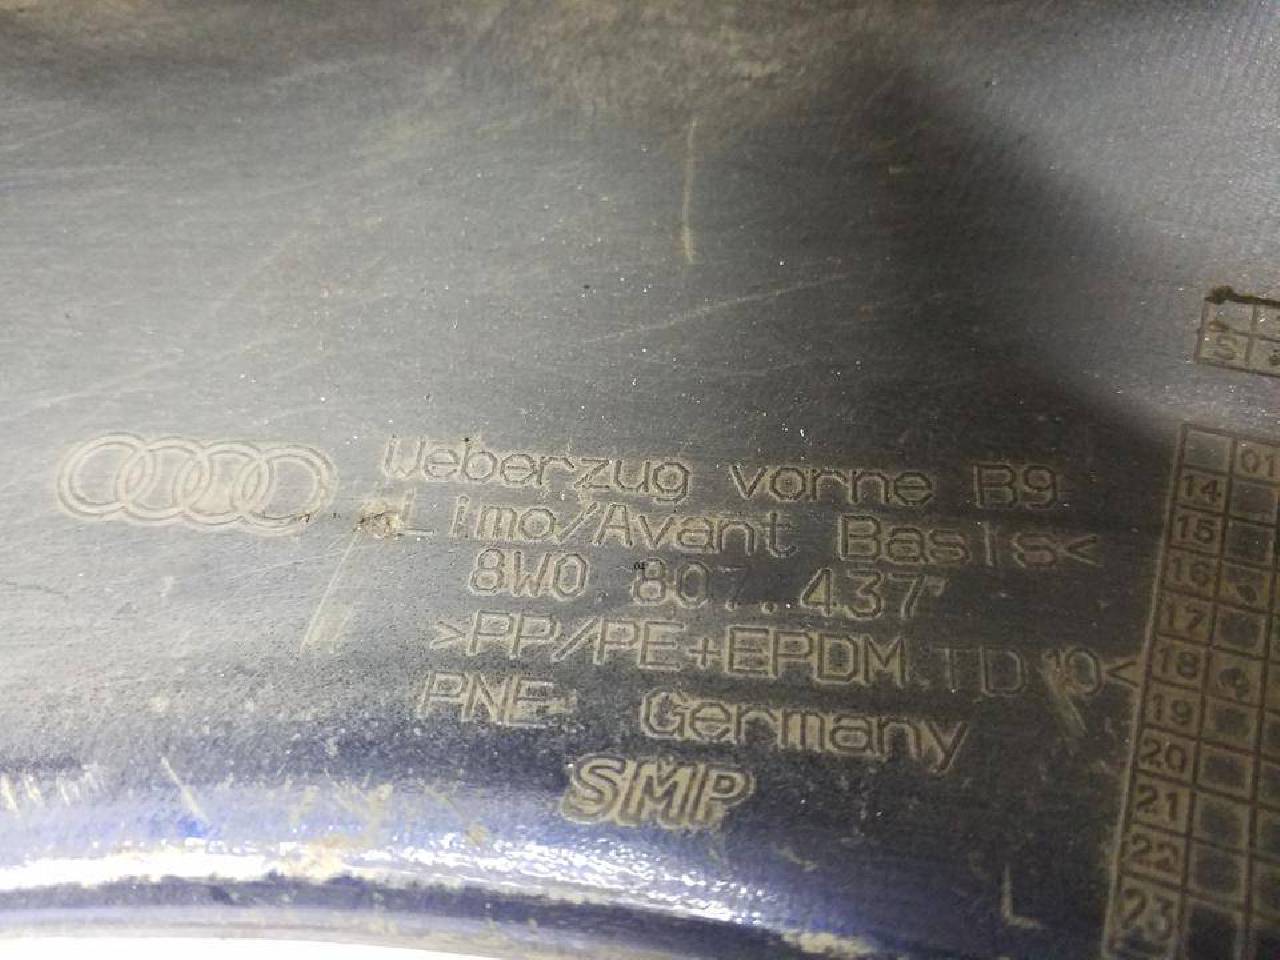 Ueberzug vorne B9
Limo/Avant Basis<
8W0.807.437
>PP/PE+EPDM.TD10<
PNE Germany
SMP
L
S
01
14
15
16
17
18
19
20
21
22
23